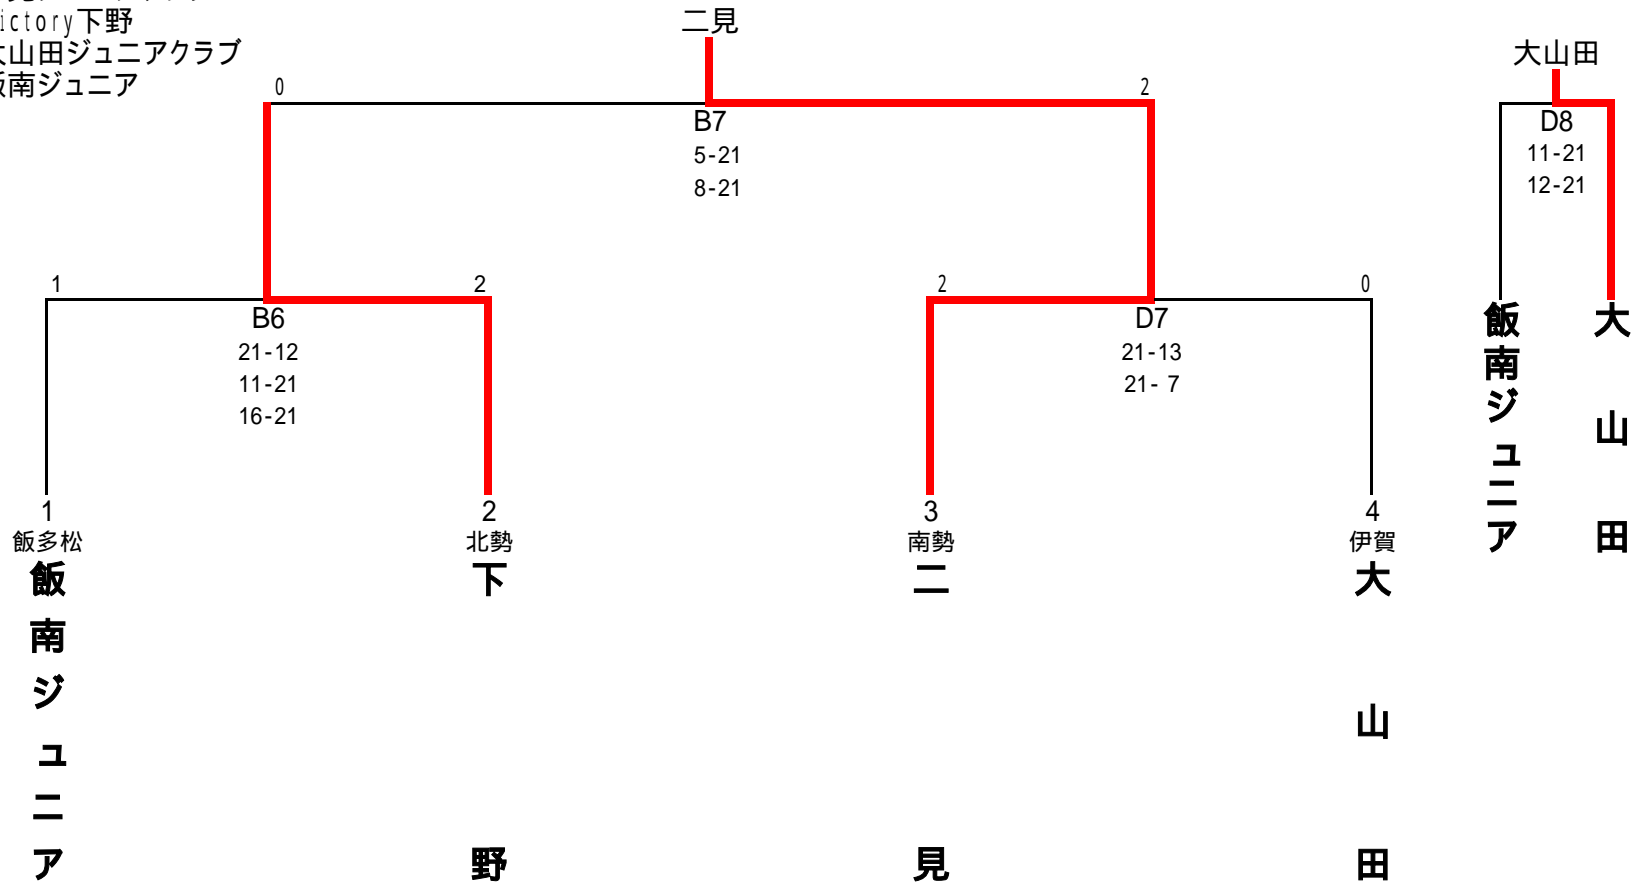 ictory下野
大山田ジュニアクラブ
飯南ジュニア
二見
大山田
0
2
B7
5-21
8-21
D8
11-21
12-21
1
2
2
0
B6
21-12
11-21
16-21
D7
21-13
21- 7
飯南ジュニア
大山田
1
2
3
4
飯多松
北勢
南勢
伊賀
飯南ジュニア
下野
二見
大山田